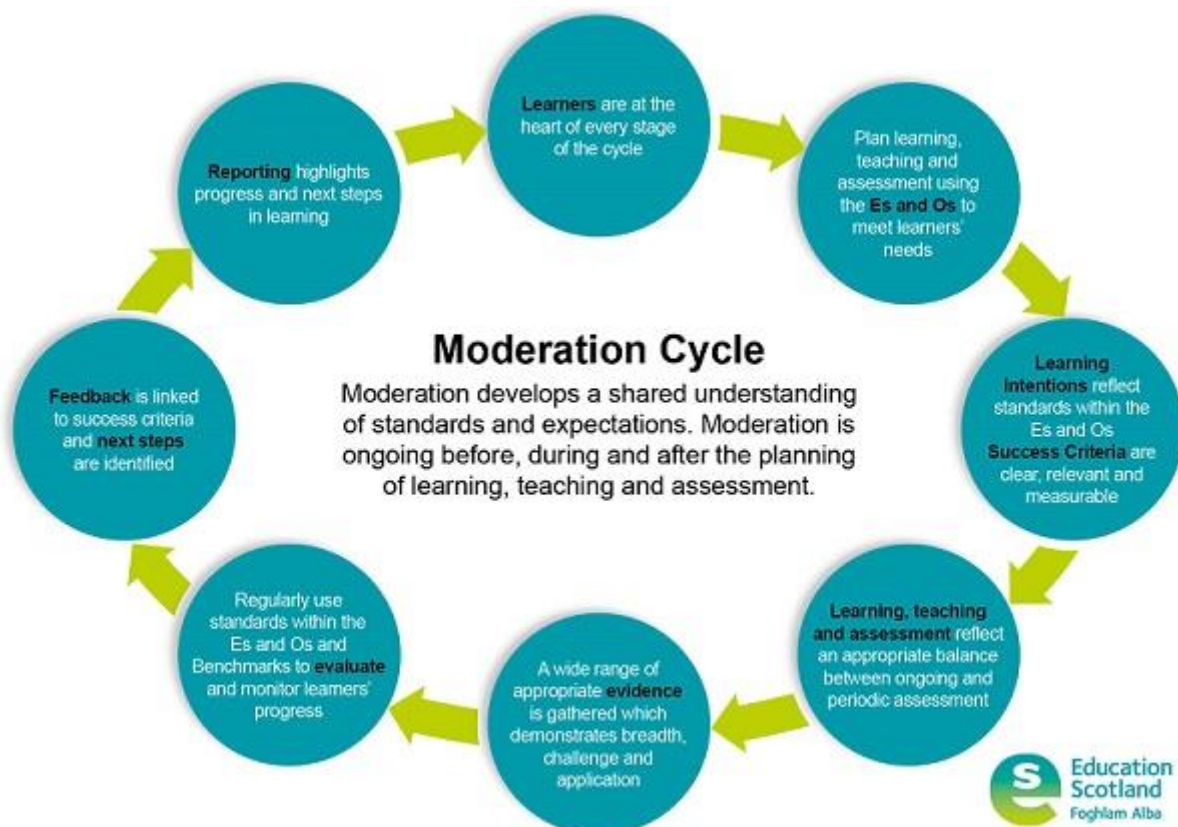 Learners are at the
heart of every stage
of the cycle
Plan learning,
teaching and
assessment using
the Es and Os to
meet learners'
needs
Learning
Intentions reflect
standards within the
Es and Os
Success Criteria are
clear, relevant and
measurable
Learning, teaching
and assessment reflect
an appropriate balance
between ongoing and
periodic assessment
A wide range of
appropriate evidence
is gathered which
demonstrates breadth,
challenge and
application
Regularly use
standards within the
Es and Os and
Benchmarks to evaluate
and monitor learners'
progress
Feedback is linked
to success criteria
and next steps
are identified
Reporting highlights
progress and next steps
in learning
Moderation Cycle
Moderation develops a shared understanding
of standards and expectations. Moderation is
ongoing before, during and after the planning
of learning, teaching and assessment.
Education
Scotland
Foghlam Alba